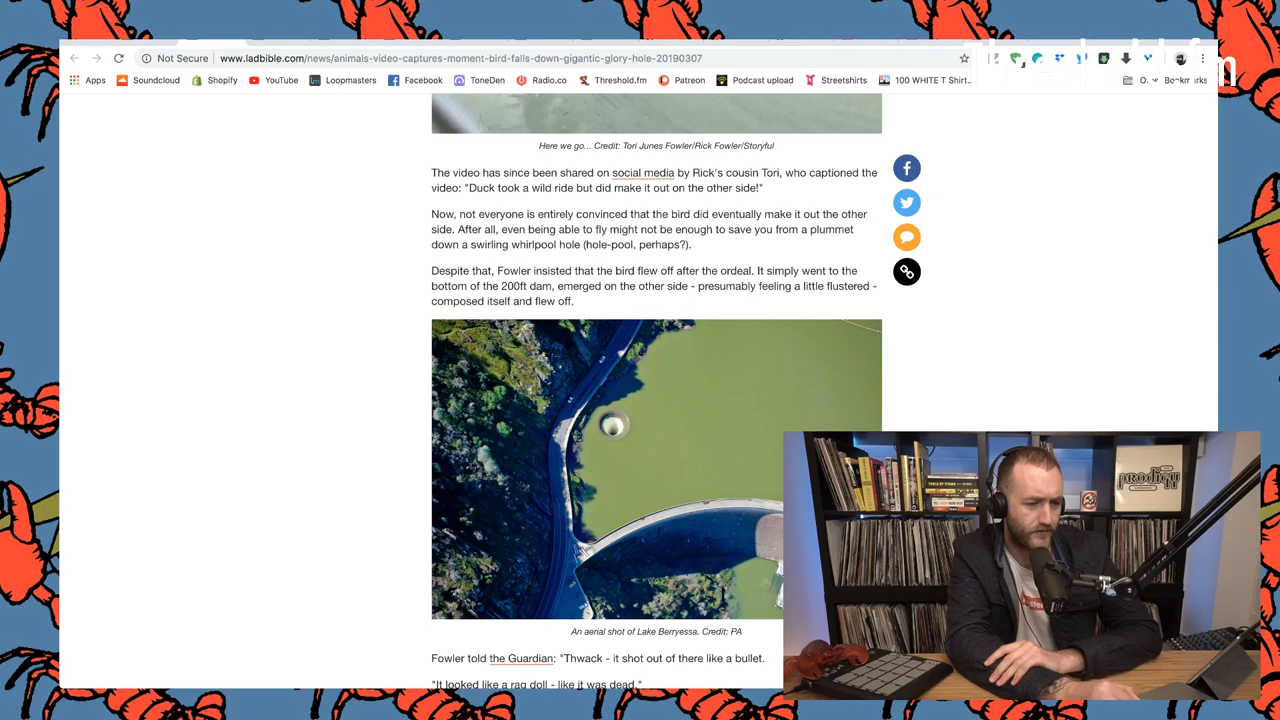 Not Secure
www.ladbible.com/news/animals-video-captures-moment-bird-falls-down-gigantic-glory-hole-20190307
Apps Soundcloud Shopify YouTube Loopmasters Facebook ToneDen Radio.co Threshold.fm Patreon Podcast upload Streetshirts 100 WHITE T Shirt...
Here we go... Credit: Tori Junes Fowler/Rick Fowler/Storyful
The video has since been shared on social media by Rick's cousin Tori, who captioned the
video: "Duck took a wild ride but did make it out on the other side!"
Now, not everyone is entirely convinced that the bird did eventually make it out the other
side. After all, even being able to fly might not be enough to save you from a plummet
down a swirling whirlpool hole (hole-pool, perhaps?).
Despite that, Fowler insisted that the bird flew off after the ordeal. It simply went to the
bottom of the 200ft dam, emerged on the other side - presumably feeling a little flustered -
composed itself and flew off.
An aerial shot of Lake Berryessa. Credit: PA
Fowler told the Guardian: "Thwack - it shot out of there like a bullet.
"It looked like a rag doll - like it was dead."
prodigy